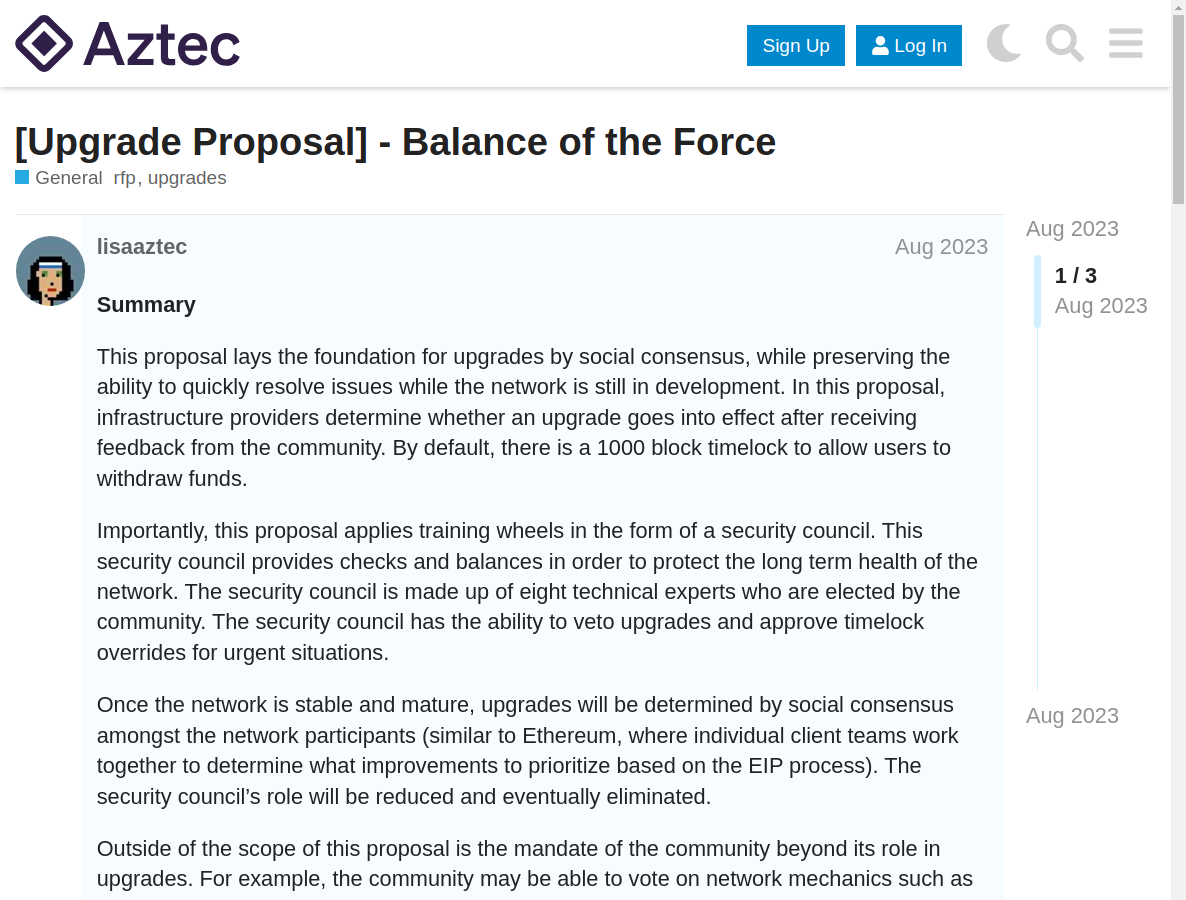 Aztec
Sign Up
Log In
[Upgrade Proposal] - Balance of the Force
General rfp, upgrades
lisaaztec
Aug 2023
Summary
This proposal lays the foundation for upgrades by social consensus, while preserving the
ability to quickly resolve issues while the network is still in development. In this proposal,
infrastructure providers determine whether an upgrade goes into effect after receiving
feedback from the community. By default, there is a 1000 block timelock to allow users to
withdraw funds.
Importantly, this proposal applies training wheels in the form of a security council. This
security council provides checks and balances in order to protect the long term health of the
network. The security council is made up of eight technical experts who are elected by the
community. The security council has the ability to veto upgrades and approve timelock
overrides for urgent situations.
Once the network is stable and mature, upgrades will be determined by social consensus
amongst the network participants (similar to Ethereum, where individual client teams work
together to determine what improvements to prioritize based on the EIP process). The
security council’s role will be reduced and eventually eliminated.
Outside of the scope of this proposal is the mandate of the community beyond its role in
upgrades. For example, the community may be able to vote on network mechanics such as
Aug 2023
1 / 3
Aug 2023
Aug 2023